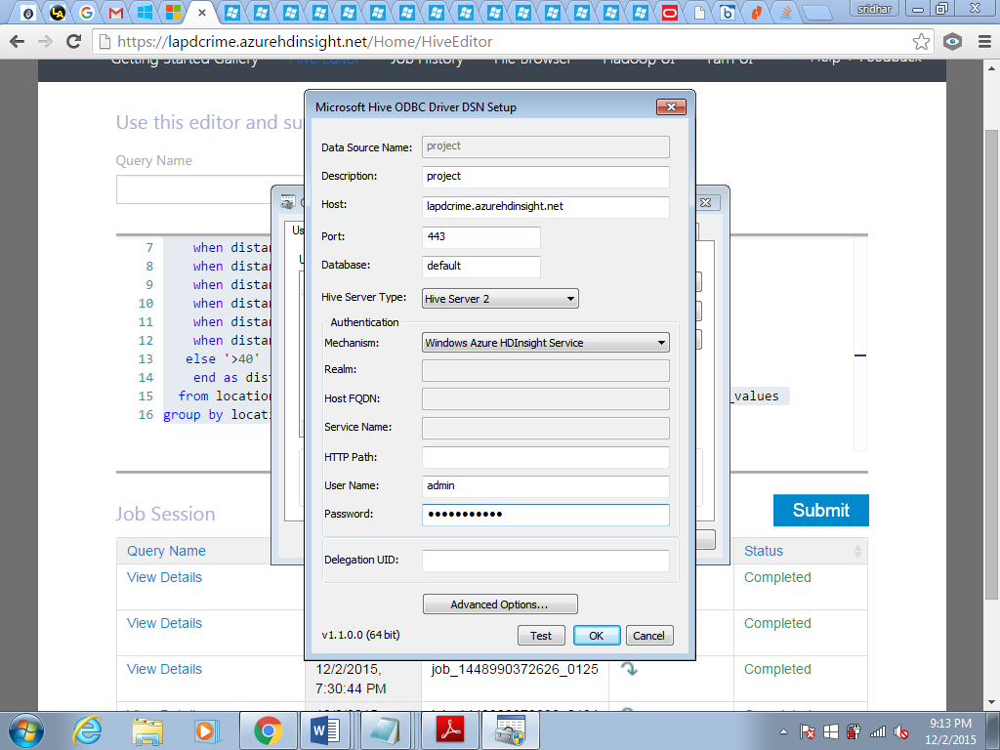 sridhar
https://lapdcrime.azurehdinsight.net/Home/HiveEditor
Getting Started Gallery Hive Editor Job History File Browser Hadoop UI Yarn UI Help + Feedback
Use this editor and su
Query Name
7 when distan
8 when distan
9 when distan
10 when distan
11 when distan
12 when distan
13 else '>40'
14 end as dist
15 from location
_values
16 group by locati
Job Session
Submit
Query Name
Status
View Details
Completed
View Details
Completed
View Details
12/2/2015,
7:30:44 PM
job_1448990372626_0125
Completed
Microsoft Hive ODBC Driver DSN Setup
Data Source Name: project
Description: project
Host: lapdcrime.azurehdinsight.net
Port: 443
Database: default
Hive Server Type: Hive Server 2
Authentication
Mechanism: Windows Azure HDInsight Service
Realm:
Host FQDN:
Service Name:
HTTP Path:
User Name: admin
Password: •••••••••••
Delegation UID:
Advanced Options...
v1.1.0.0 (64 bit)
Test OK Cancel
9:13 PM
12/2/2015